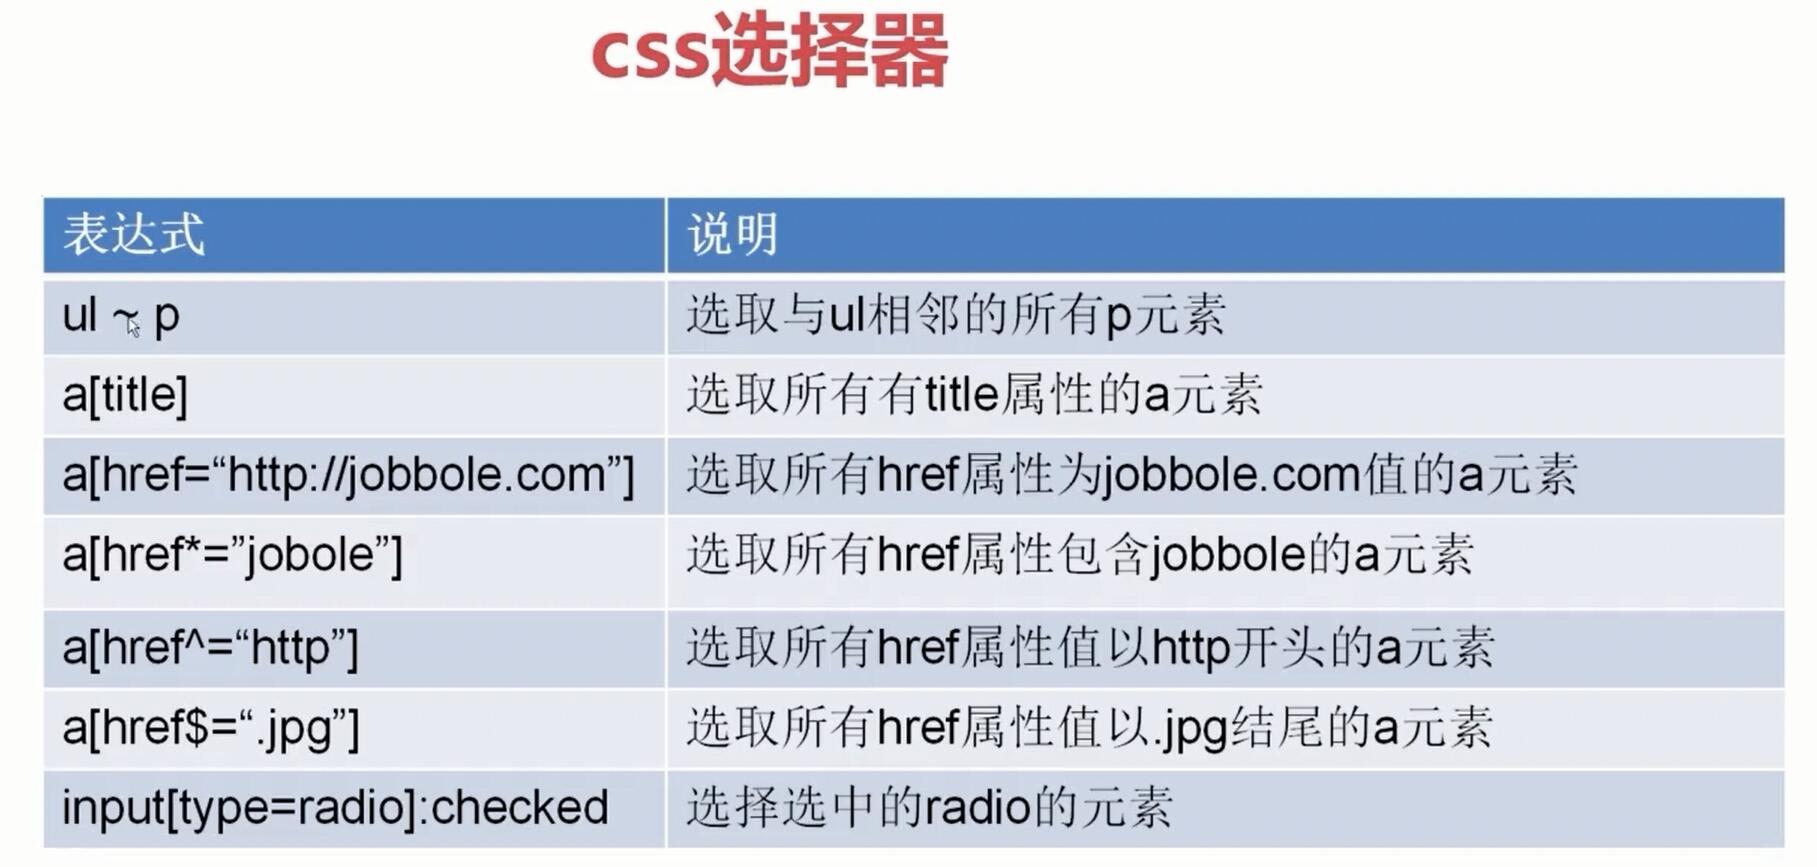 css选择器
表达式 说明
ul ~ p 选取与ul相邻的所有p元素
a[title] 选取所有有title属性的a元素
a[href=“http://jobbole.com”] 选取所有href属性为jobbole.com值的a元素
a[href*=”jobole”] 选取所有href属性包含jobbole的a元素
a[href^=“http”] 选取所有href属性值以http开头的a元素
a[href$=“.jpg”] 选取所有href属性值以.jpg结尾的a元素
input[type=radio]:checked 选择选中的radio的元素